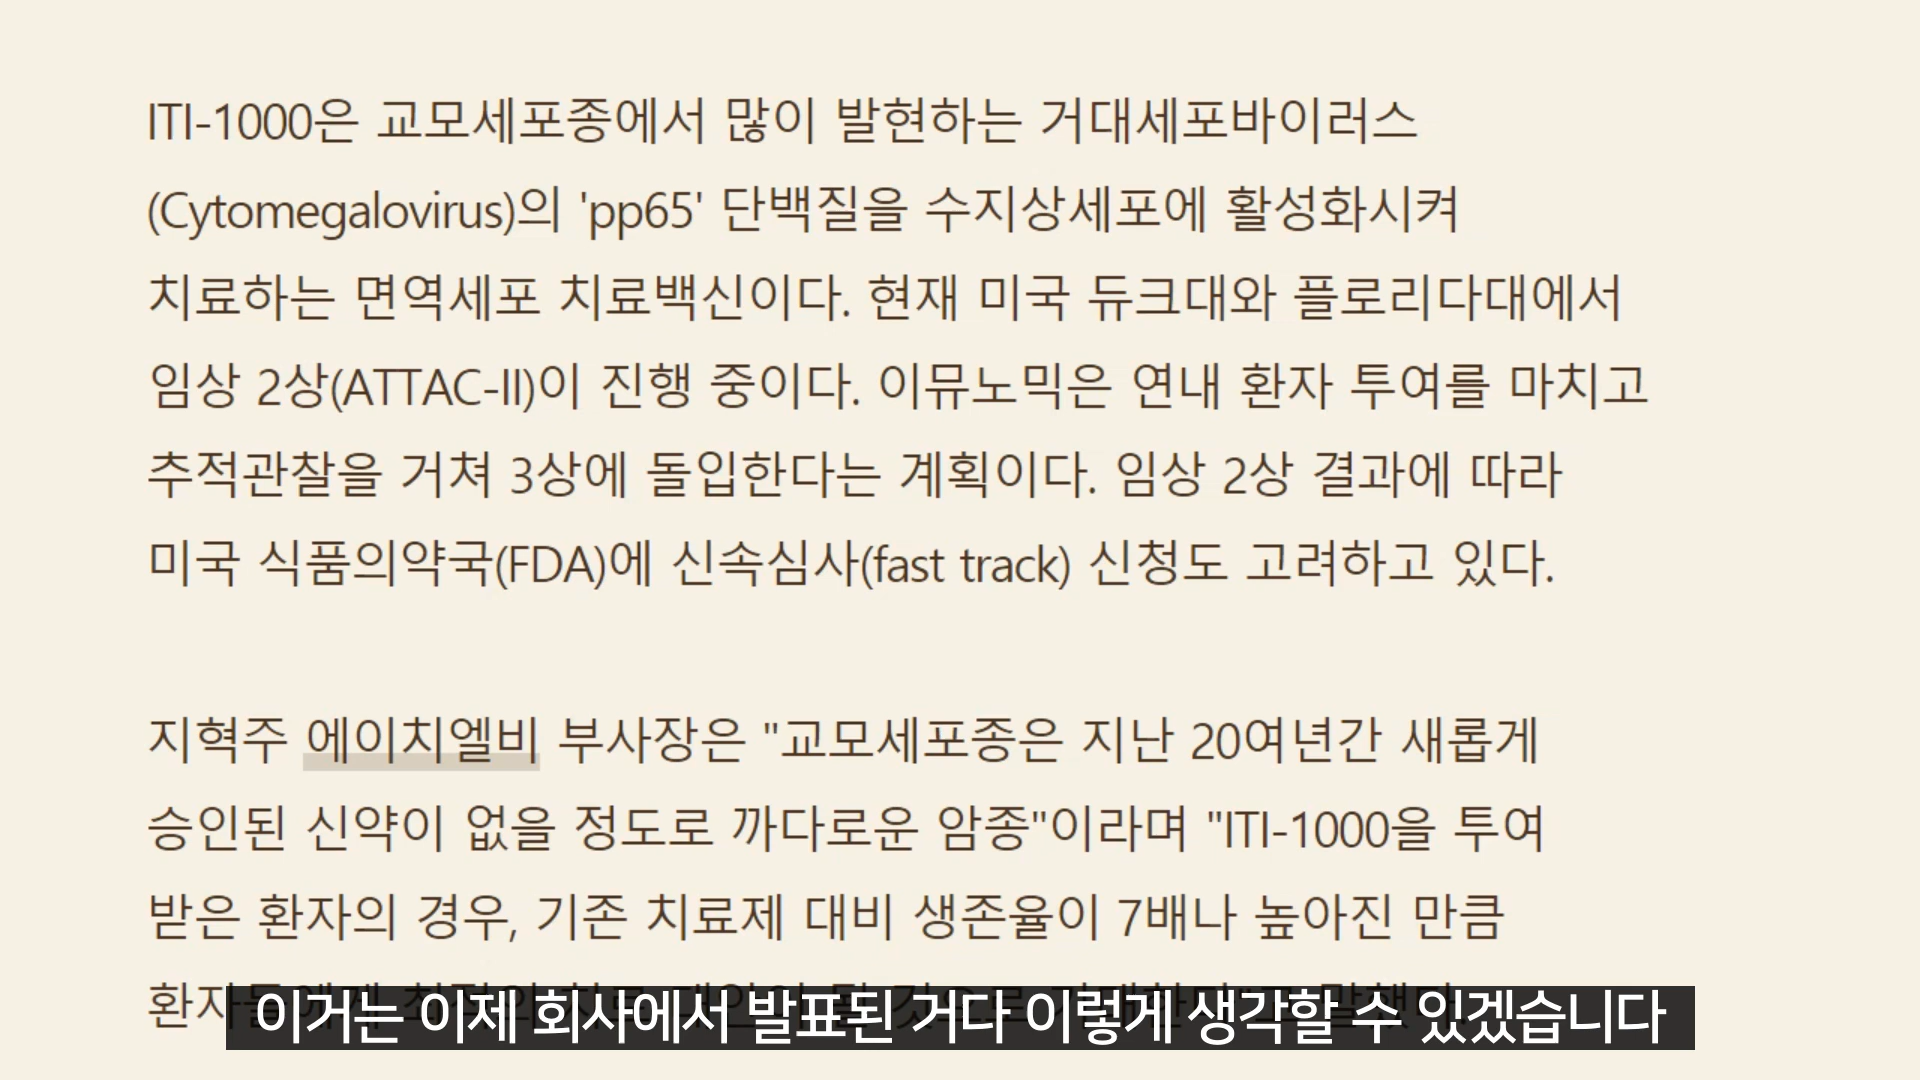 ITI-1000은 교모세포종에서 많이 발현하는 거대세포바이러스
(Cytomegalovirus)의 'pp65' 단백질을 수지상세포에 활성화시켜
치료하는 면역세포 치료백신이다. 현재 미국 듀크대와 플로리다대에서
임상 2상(ATTAC-II)이 진행 중이다. 이뮤노믹은 연내 환자 투여를 마치고
추적관찰을 거쳐 3상에 돌입한다는 계획이다. 임상 2상 결과에 따라
미국 식품의약국(FDA)에 신속심사(fast track) 신청도 고려하고 있다.
지혁주 에이치엘비 부사장은 "교모세포종은 지난 20여년간 새롭게
승인된 신약이 없을 정도로 까다로운 암종"이라며 "ITI-1000을 투여
받은 환자의 경우, 기존 치료제 대비 생존율이 7배나 높아진 만큼
이거는 이제 회사에서 발표된 거다 이렇게 생각할 수 있겠습니다